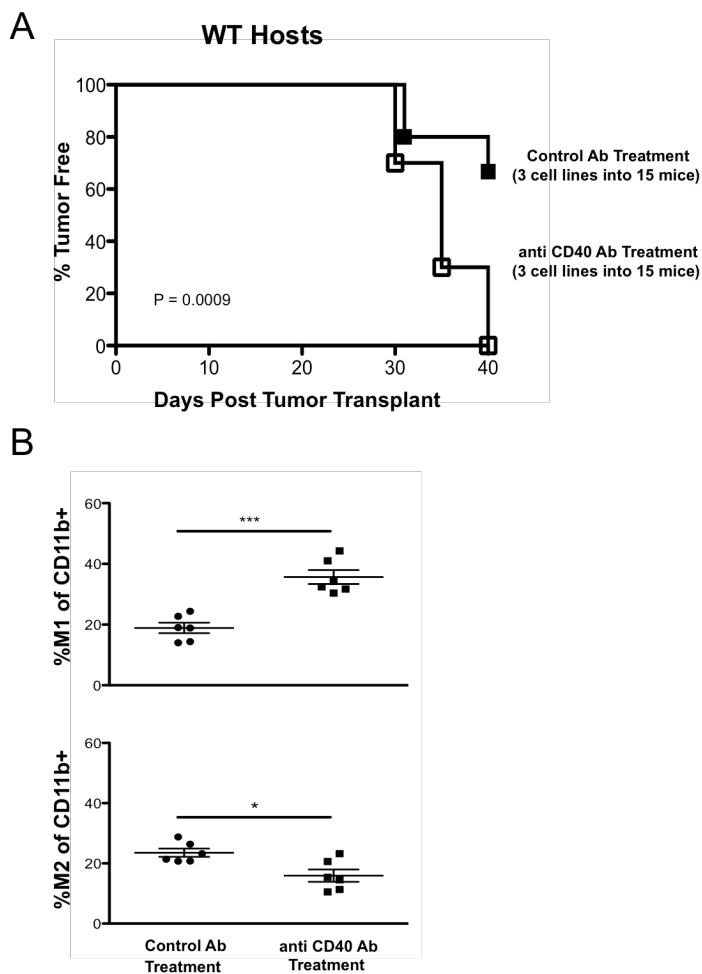 A
WT Hosts
% Tumor Free
100
80
60
40
20
0
P = 0.0009
0 10 20 30 40
Days Post Tumor Transplant
Control Ab Treatment
(3 cell lines into 15 mice)
anti CD40 Ab Treatment
(3 cell lines into 15 mice)
B
%M1 of CD11b+
60
40
20
0
***
%M2 of CD11b+
60
40
20
0
*
Control Ab
Treatment
anti CD40 Ab
Treatment